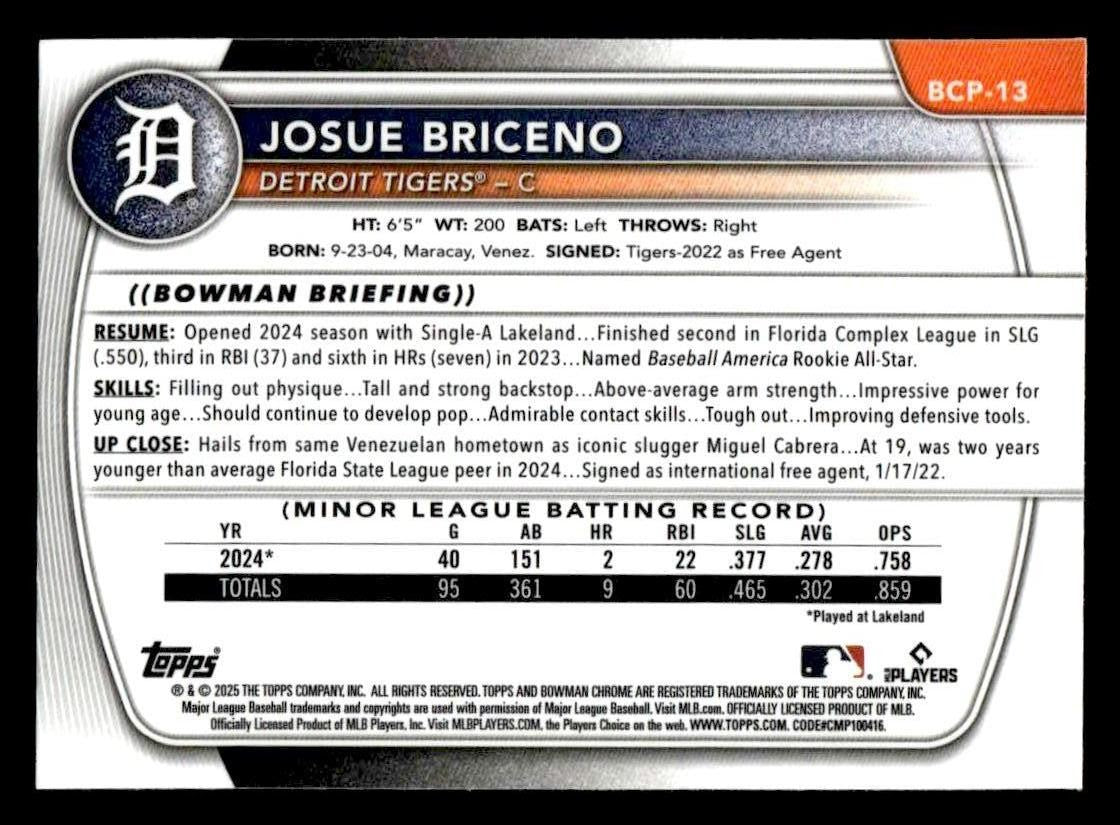 BCP-13
D
JOSUE BRICENO
DETROIT TIGERS® – C
HT: 6'5" WT: 200 BATS: Left THROWS: Right
BORN: 9-23-04, Maracay, Venez. SIGNED: Tigers-2022 as Free Agent
((BOWMAN BRIEFING))
RESUME: Opened 2024 season with Single-A Lakeland...Finished second in Florida Complex League in SLG
(.550), third in RBI (37) and sixth in HRs (seven) in 2023...Named Baseball America Rookie All-Star.
SKILLS: Filling out physique...Tall and strong backstop...Above-average arm strength...Impressive power for
young age...Should continue to develop pop...Admirable contact skills...Tough out...Improving defensive tools.
UP CLOSE: Hails from same Venezuelan hometown as iconic slugger Miguel Cabrera...At 19, was two years
younger than average Florida State League peer in 2024...Signed as international free agent, 1/17/22.
(MINOR LEAGUE BATTING RECORD)
YR G AB HR RBI SLG AVG OPS
2024* 40 151 2 22 .377 .278 .758
TOTALS 95 361 9 60 .465 .302 .859
*Played at Lakeland
Topps® MLB PLAYERS
® & © 2025 THE TOPPS COMPANY, INC. ALL RIGHTS RESERVED. TOPPS AND BOWMAN CHROME ARE REGISTERED TRADEMARKS OF THE TOPPS COMPANY, INC.
Major League Baseball trademarks and copyrights are used with permission of Major League Baseball. Visit MLB.com. OFFICIALLY LICENSED PRODUCT OF MLB.
Officially Licensed Product of MLB Players, Inc. Visit MLBPLAYERS.COM, the Players Choice on the web. WWW.TOPPS.COM. CODE#CMP100416.